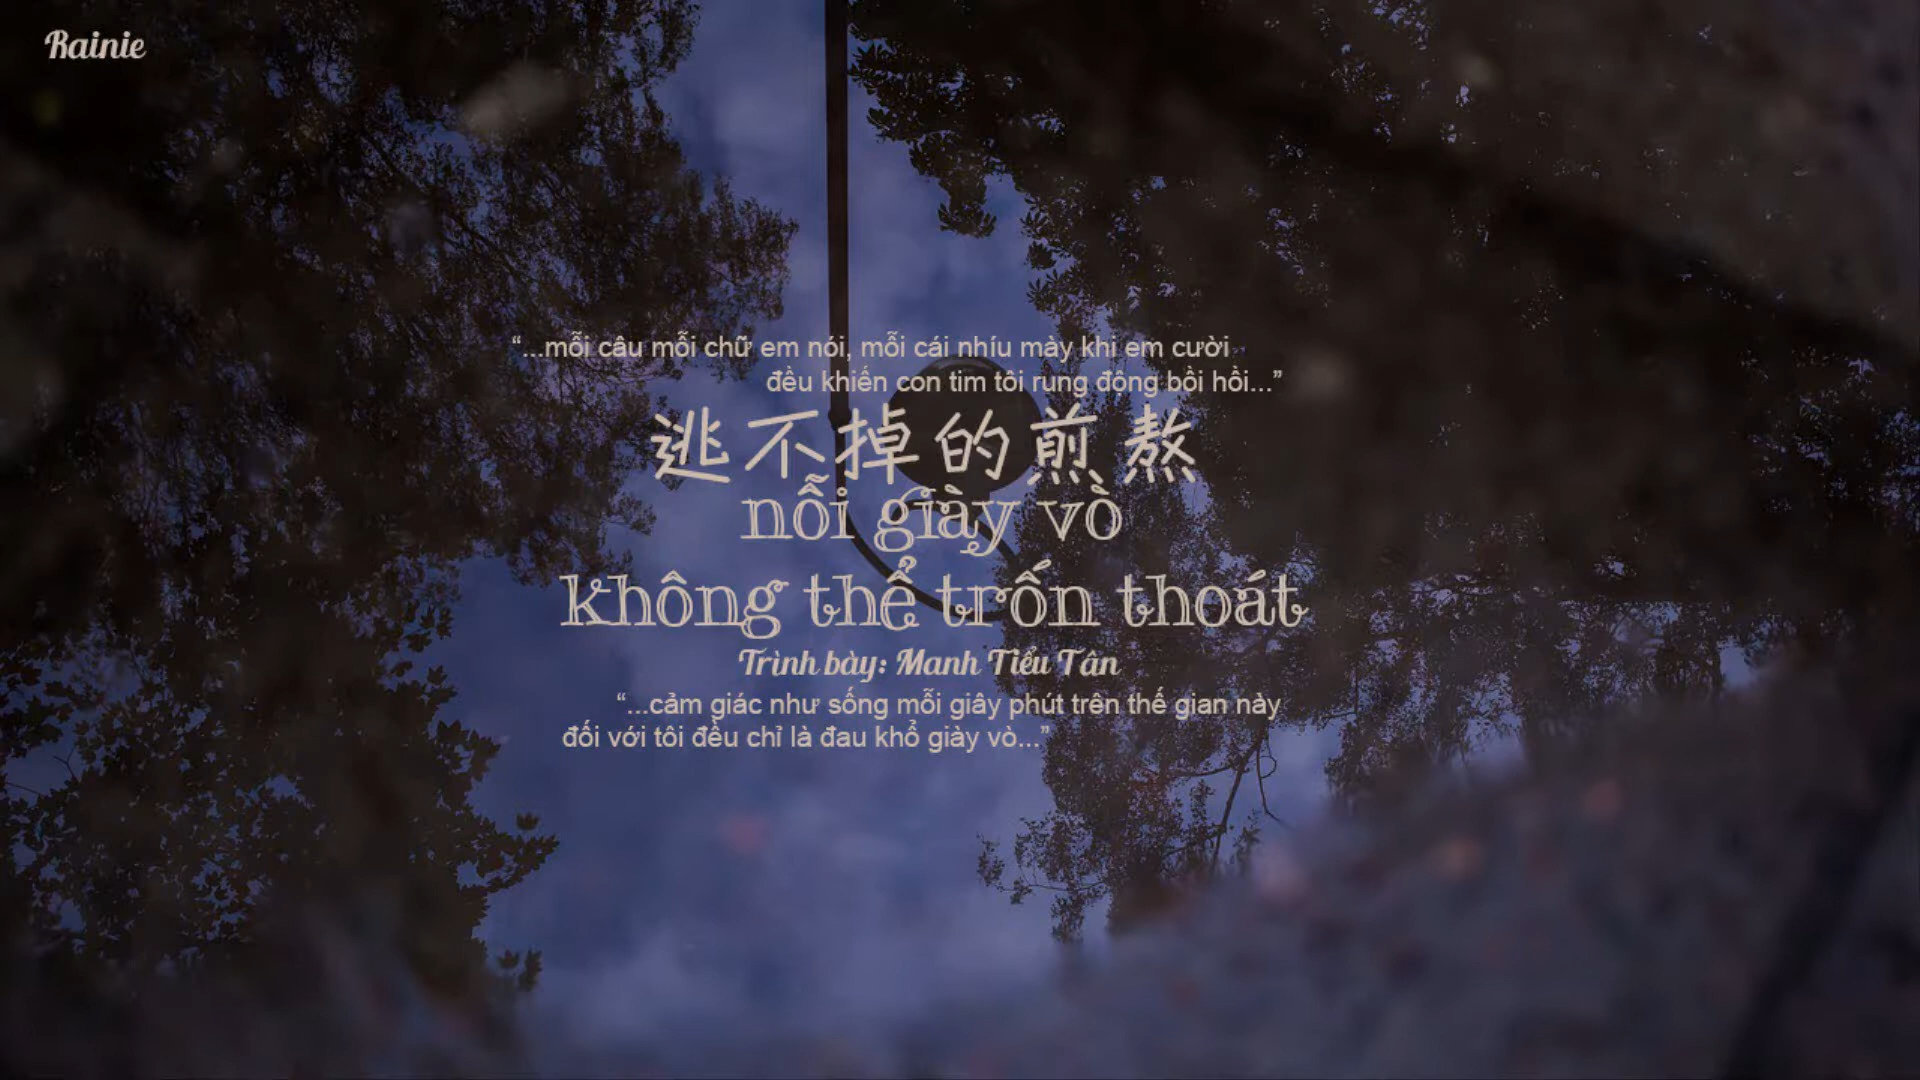 Rainie
“...mỗi câu mỗi chữ em nói, mỗi cái nhíu mày khi em cười
đều khiến con tim tôi rung động bồi hồi...”
逃不掉的煎熬
nỗi giày vò
không thể trốn thoát
Trình bày: Manh Tiểu Tân
“...cảm giác như sống mỗi giây phút trên thế gian này
đối với tôi đều chỉ là đau khổ giày vò...”